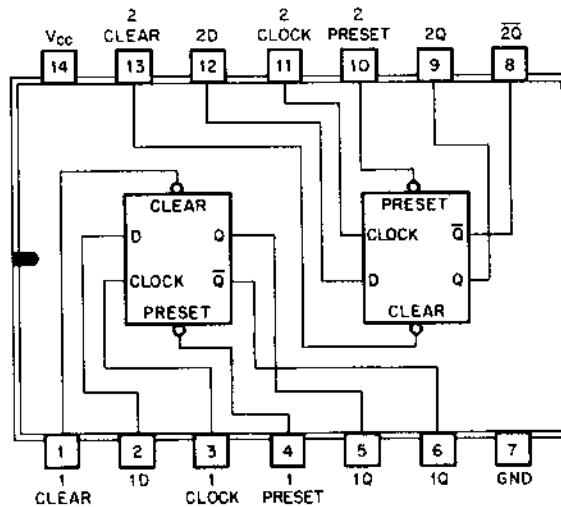 2 2 2
VCC CLEAR 2D CLOCK PRESET 2Q 2Q̅
14 13 12 11 10 9 8
CLEAR PRESET
D Q CLOCK Q̅
CLOCK Q̅ D Q
PRESET CLEAR
1 2 3 4 5 6 7
1 1D 1 1 1Q 1Q GND
CLEAR CLOCK PRESET